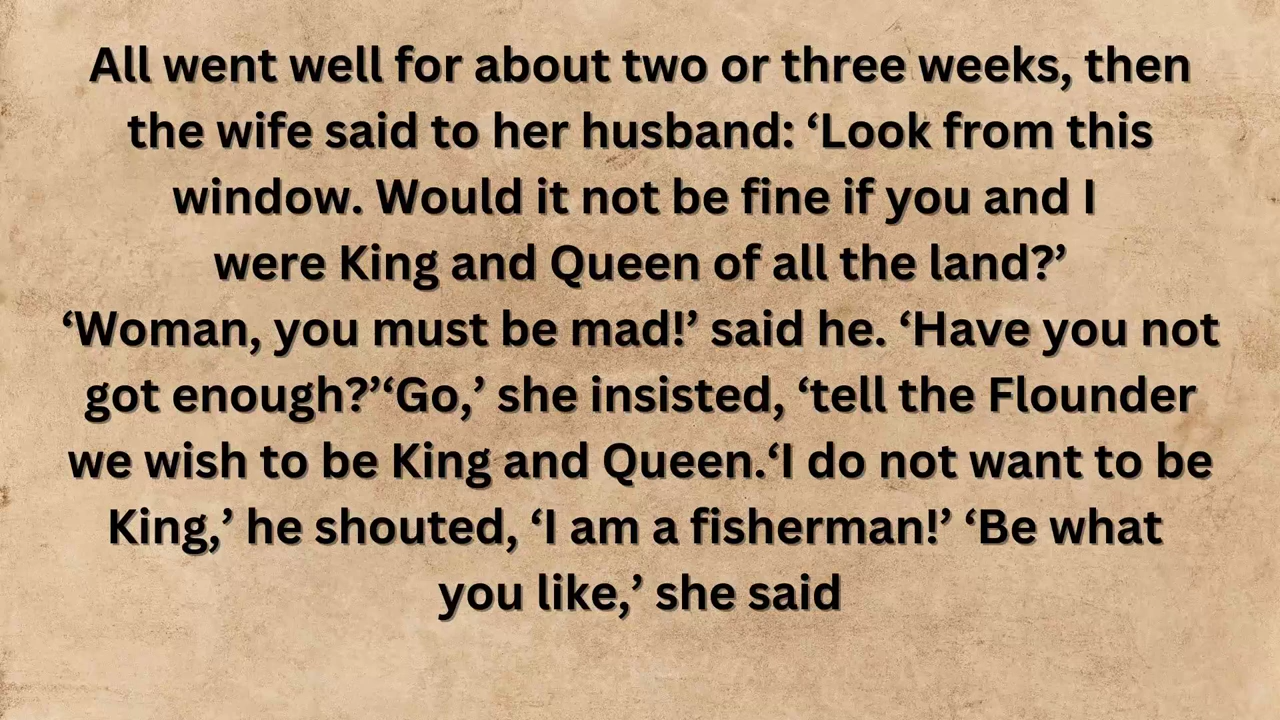 All went well for about two or three weeks, then
the wife said to her husband: ‘Look from this
window. Would it not be fine if you and I
were King and Queen of all the land?’
‘Woman, you must be mad!’ said he. ‘Have you not
got enough?’‘Go,’ she insisted, ‘tell the Flounder
we wish to be King and Queen.‘I do not want to be
King,’ he shouted, ‘I am a fisherman!’ ‘Be what
you like,’ she said